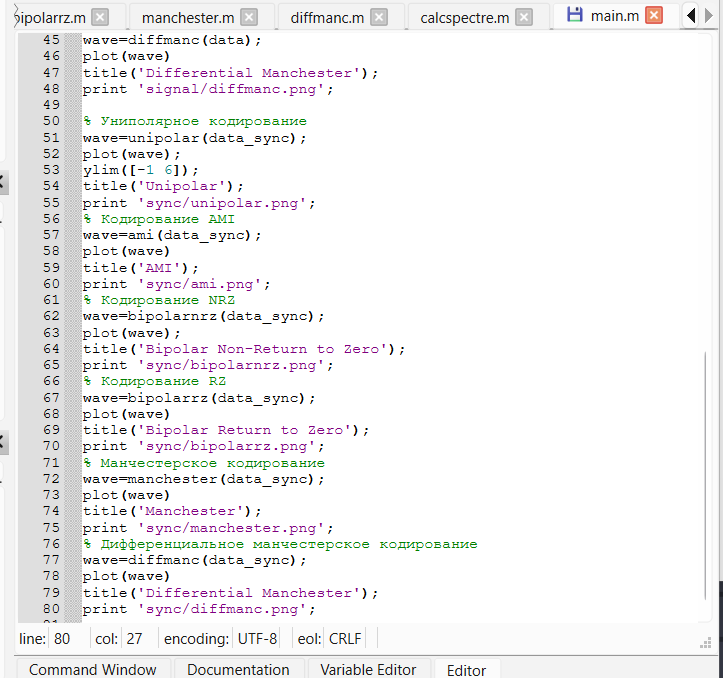 bipolarrz.m manchester.m diffmanc.m calcspectre.m main.m
45 wave=diffmanc(data);
46 plot(wave)
47 title('Differential Manchester');
48 print 'signal/diffmanc.png';
49
50 % Униполярное кодирование
51 wave=unipolar(data_sync);
52 plot(wave);
53 ylim([-1 6]);
54 title('Unipolar');
55 print 'sync/unipolar.png';
56 % Кодирование AMI
57 wave=ami(data_sync);
58 plot(wave)
59 title('AMI');
60 print 'sync/ami.png';
61 % Кодирование NRZ
62 wave=bipolarnrz(data_sync);
63 plot(wave);
64 title('Bipolar Non-Return to Zero');
65 print 'sync/bipolarnrz.png';
66 % Кодирование RZ
67 wave=bipolarrz(data_sync);
68 plot(wave)
69 title('Bipolar Return to Zero');
70 print 'sync/bipolarrz.png';
71 % Манчестерское кодирование
72 wave=manchester(data_sync);
73 plot(wave)
74 title('Manchester');
75 print 'sync/manchester.png';
76 % Дифференциальное манчестерское кодирование
77 wave=diffmanc(data_sync);
78 plot(wave)
79 title('Differential Manchester');
80 print 'sync/diffmanc.png';
line: 80 col: 27 encoding: UTF-8 eol: CRLF
Command Window Documentation Variable Editor Editor